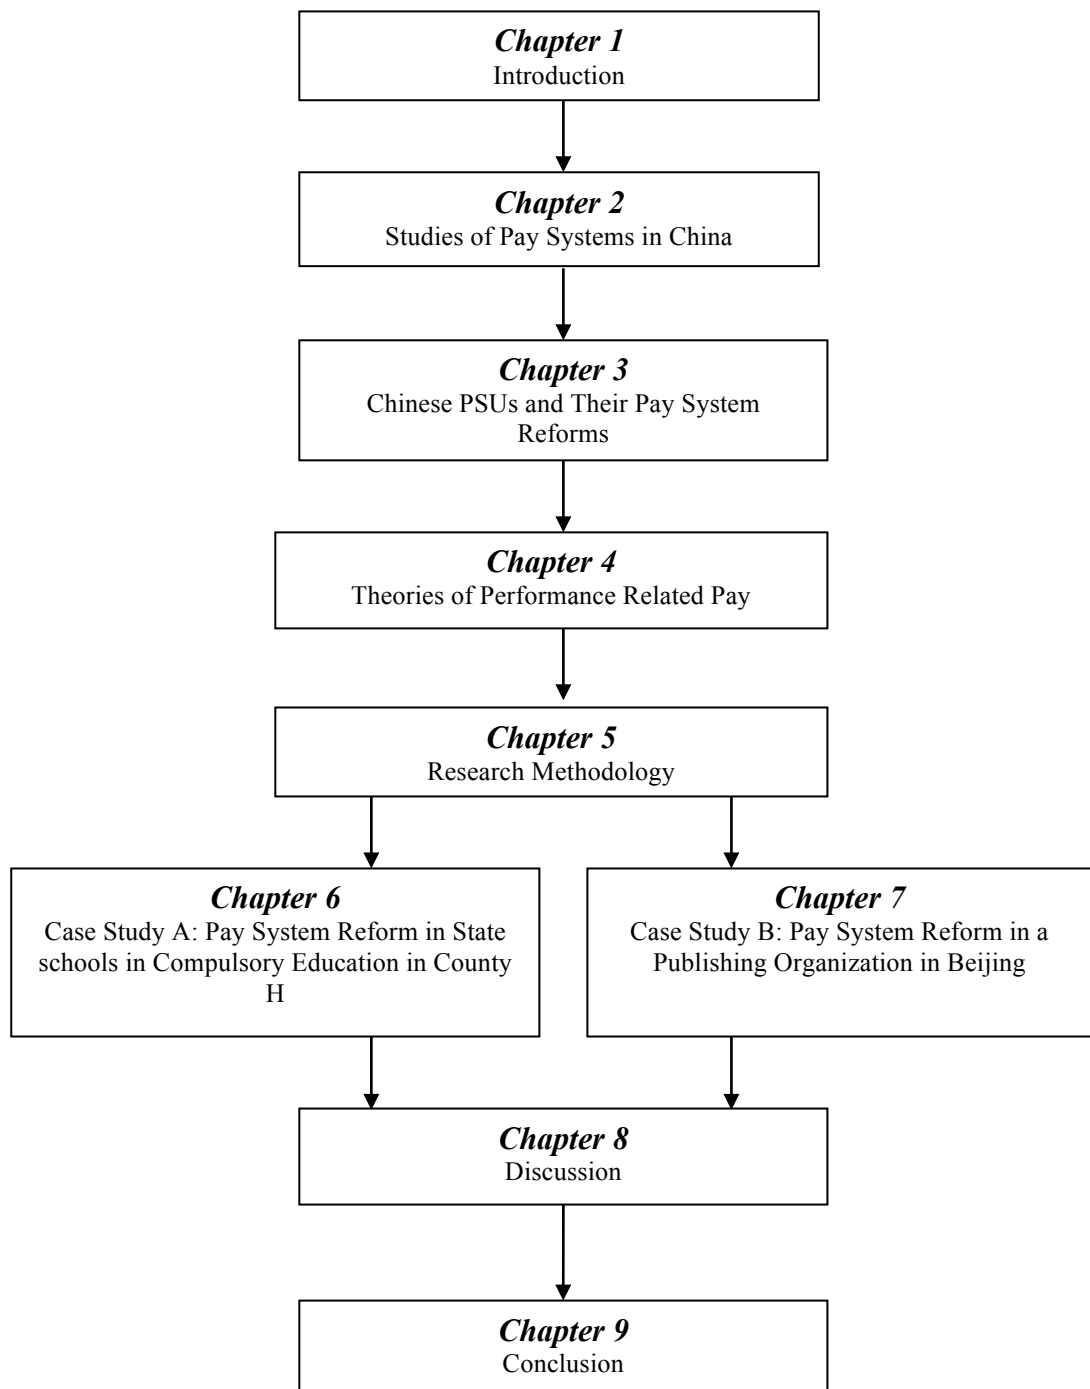 Chapter 1
Introduction
Chapter 2
Studies of Pay Systems in China
Chapter 3
Chinese PSUs and Their Pay System
Reforms
Chapter 4
Theories of Performance Related Pay
Chapter 5
Research Methodology
Chapter 6
Case Study A: Pay System Reform in State
schools in Compulsory Education in County
H
Chapter 7
Case Study B: Pay System Reform in a
Publishing Organization in Beijing
Chapter 8
Discussion
Chapter 9
Conclusion